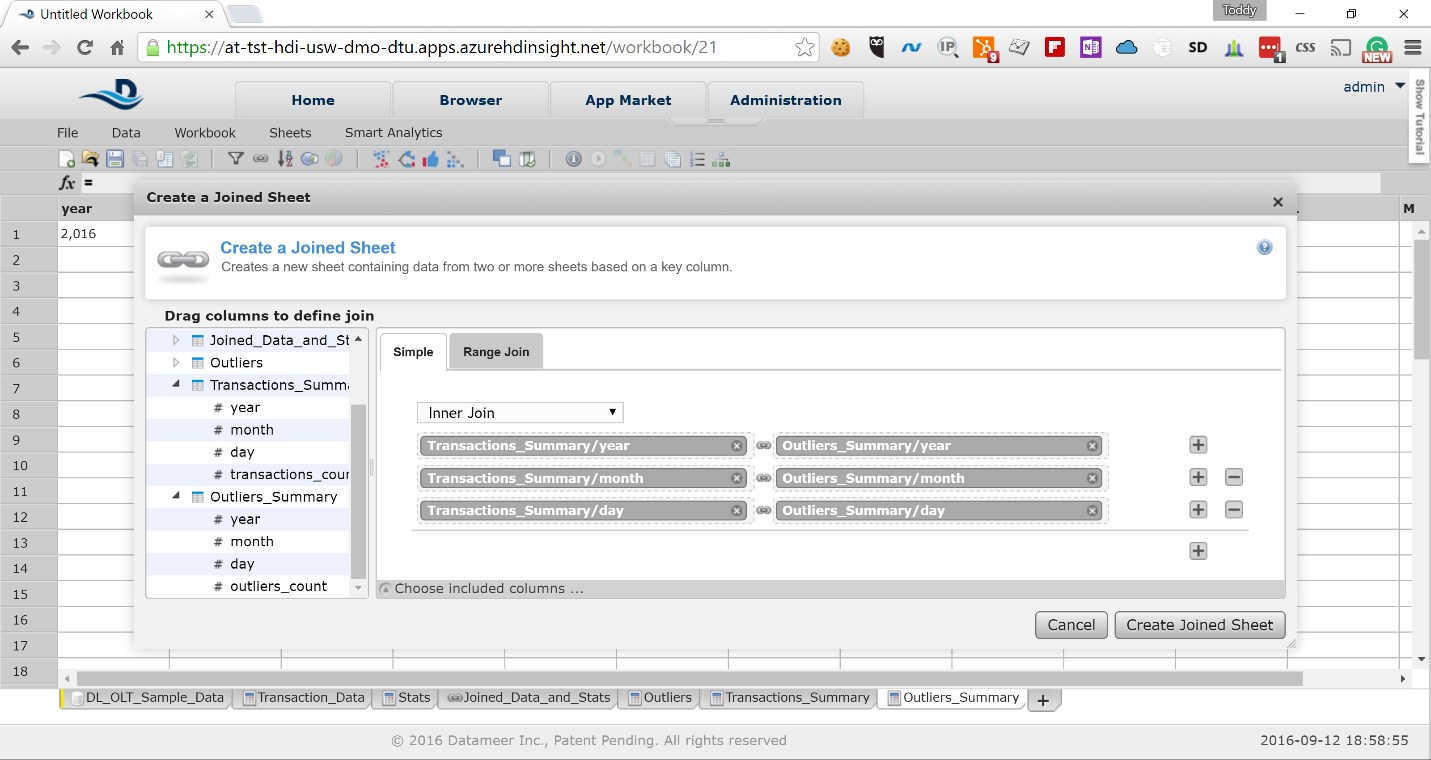 Untitled Workbook
Toddy
https://at-tst-hdi-usw-dmo-dtu.apps.azurehdinsight.net/workbook/21
IP
9
F
N
SD
1
CSS
NEW
D
Home
Browser
App Market
Administration
admin
Show Tutorial
File
Data
Workbook
Sheets
Smart Analytics
fx
=
Create a Joined Sheet
year
M
1
2,016
2
3
4
5
6
7
8
9
10
11
12
13
14
15
16
17
18
Create a Joined Sheet
Creates a new sheet containing data from two or more sheets based on a key column.
Drag columns to define join
Joined_Data_and_St
Outliers
Transactions_Summa
# year
# month
# day
# transactions_cour
Outliers_Summary
# year
# month
# day
# outliers_count
Simple
Range Join
Inner Join
Transactions_Summary/year
Outliers_Summary/year
Transactions_Summary/month
Outliers_Summary/month
Transactions_Summary/day
Outliers_Summary/day
Choose included columns ...
Cancel
Create Joined Sheet
DL_OLT_Sample_Data
Transaction_Data
Stats
Joined_Data_and_Stats
Outliers
Transactions_Summary
Outliers_Summary
+
© 2016 Datameer Inc., Patent Pending. All rights reserved
2016-09-12 18:58:55